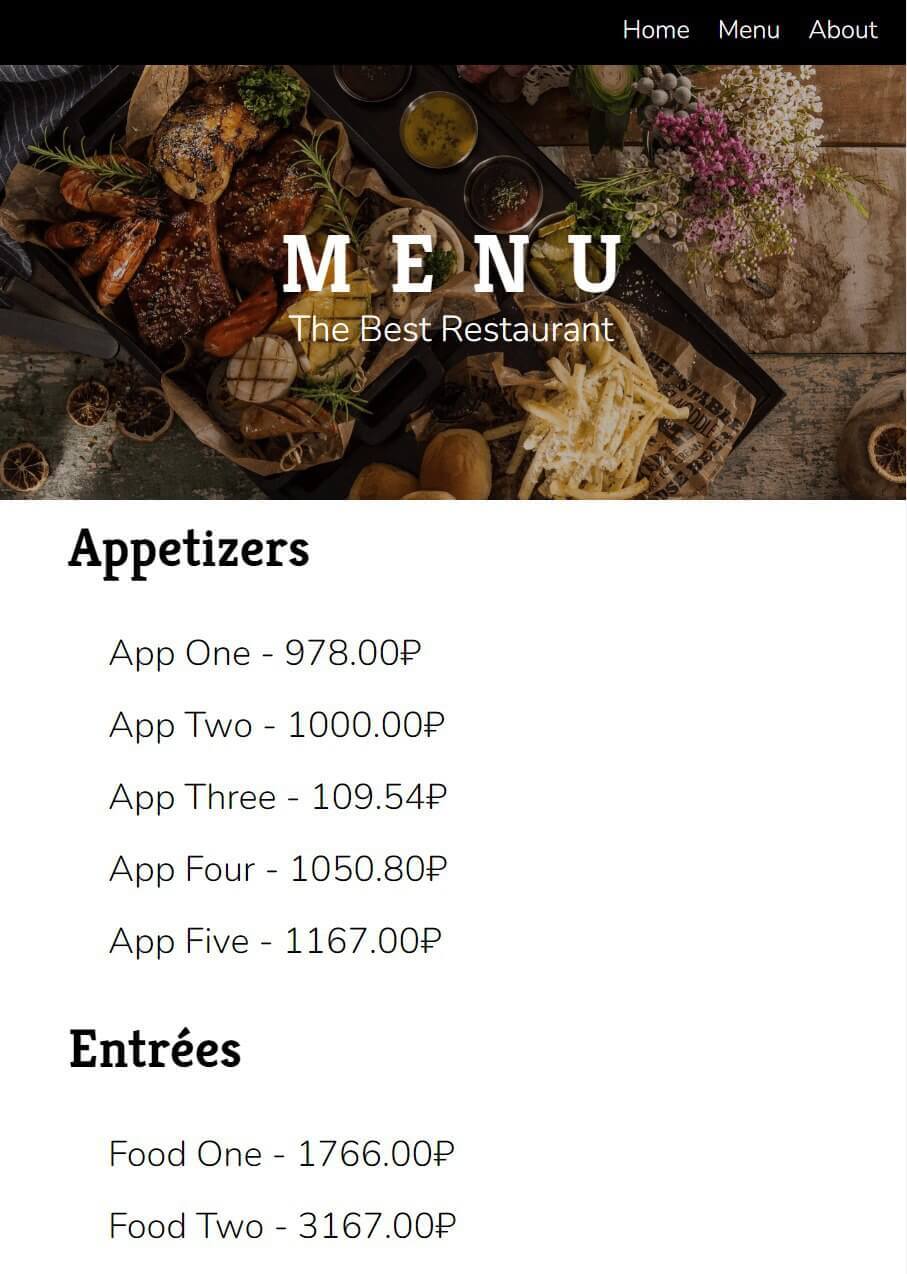 Home Menu About
MENU
The Best Restaurant
Appetizers
App One - 978.00₽
App Two - 1000.00₽
App Three - 109.54₽
App Four - 1050.80₽
App Five - 1167.00₽
Entrées
Food One - 1766.00₽
Food Two - 3167.00₽